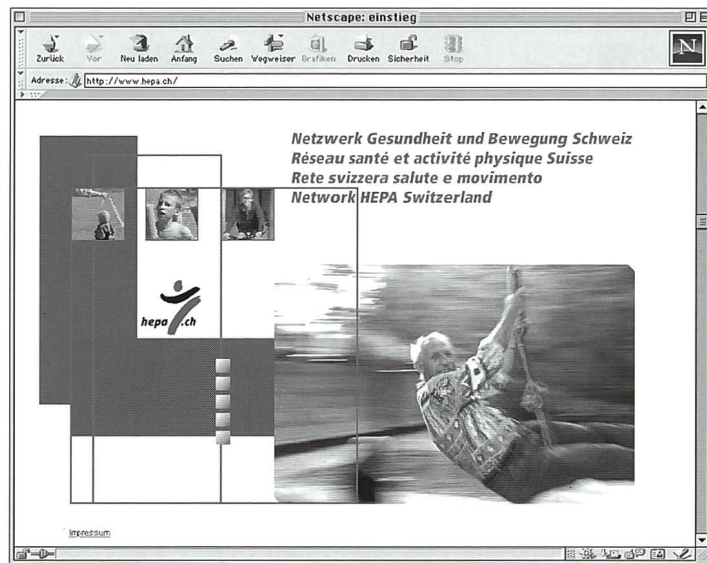 Netscape: einstieg
Zurück Vor Neu laden Anfang Suchen Wegweiser Grafiken Drucken Sicherheit Stop
N
Adresse: http://www.hepa.ch/
Netzwerk Gesundheit und Bewegung Schweiz
Réseau santé et activité physique Suisse
Rete svizzera salute e movimento
Network HEPA Switzerland
hepa .ch
Impressum